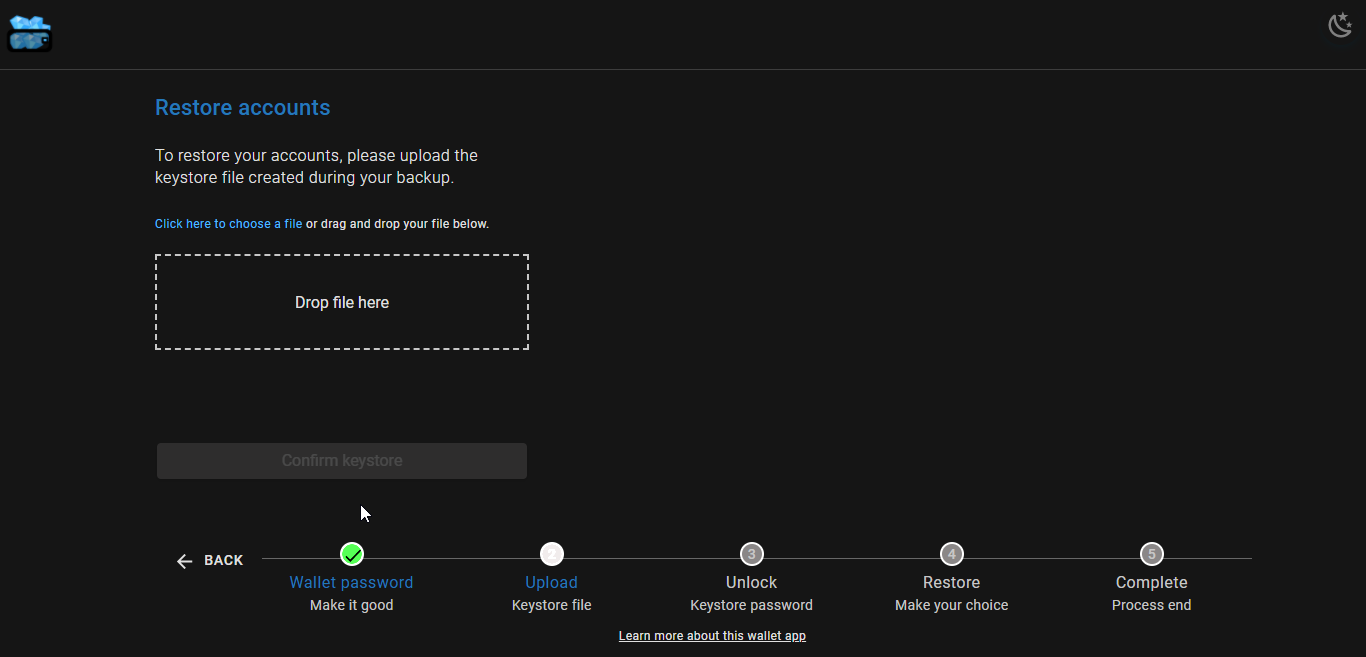 Restore accounts
To restore your accounts, please upload the
keystore file created during your backup.
Click here to choose a file or drag and drop your file below.
Drop file here
Confirm keystore
BACK
2
3
4
5
Wallet password
Upload
Unlock
Restore
Complete
Make it good
Keystore file
Keystore password
Make your choice
Process end
Learn more about this wallet app